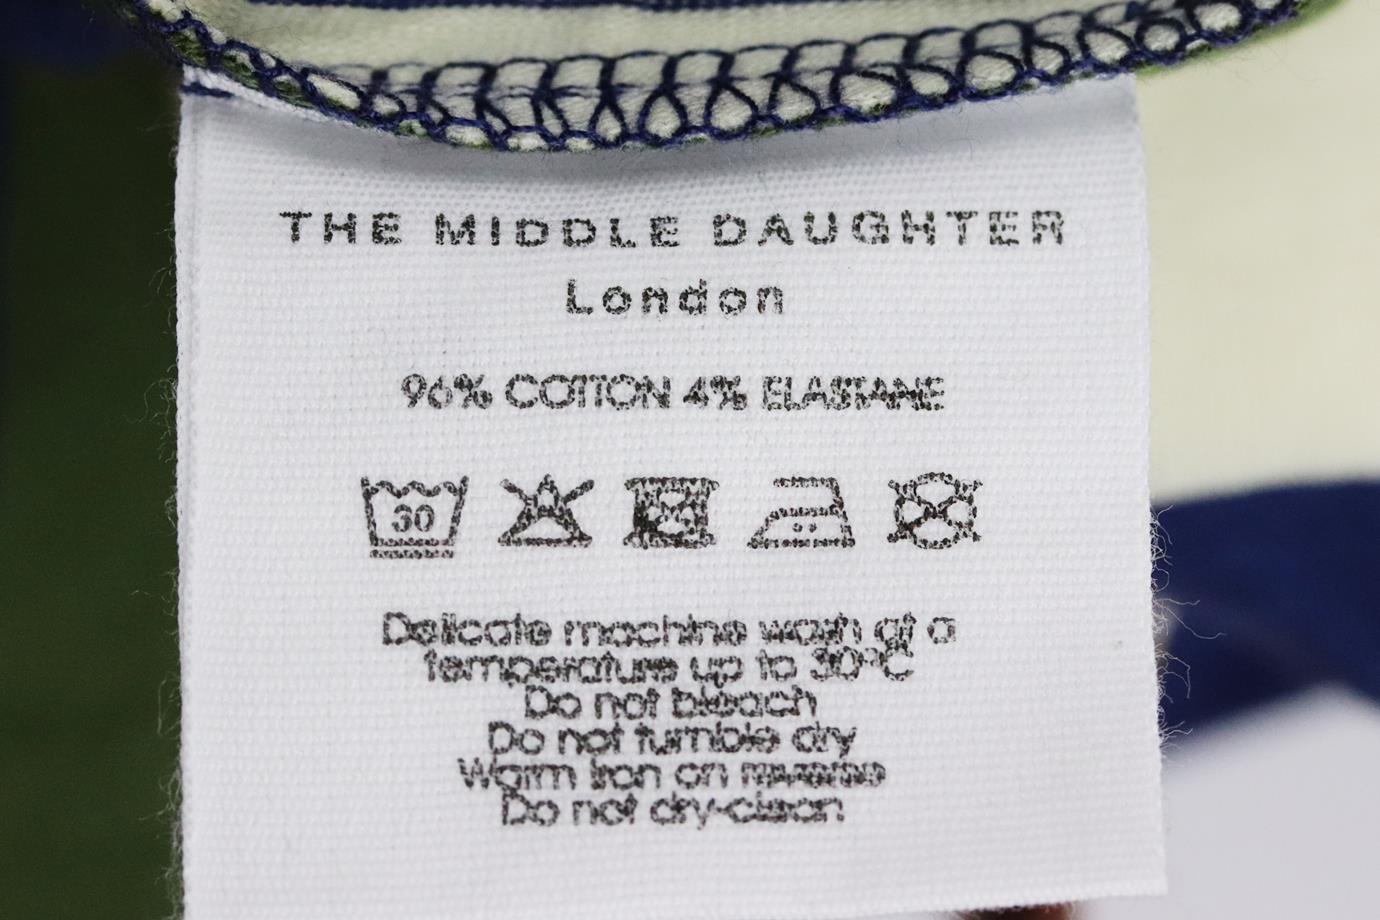 THE MIDDLE DAUGHTER
London
96% COTTON 4% ELASTANE
30
Delicate machine wash at a
temperature up to 30°C
Do not bleach
Do not tumble dry
Warm iron on reverse
Do not dry-clean